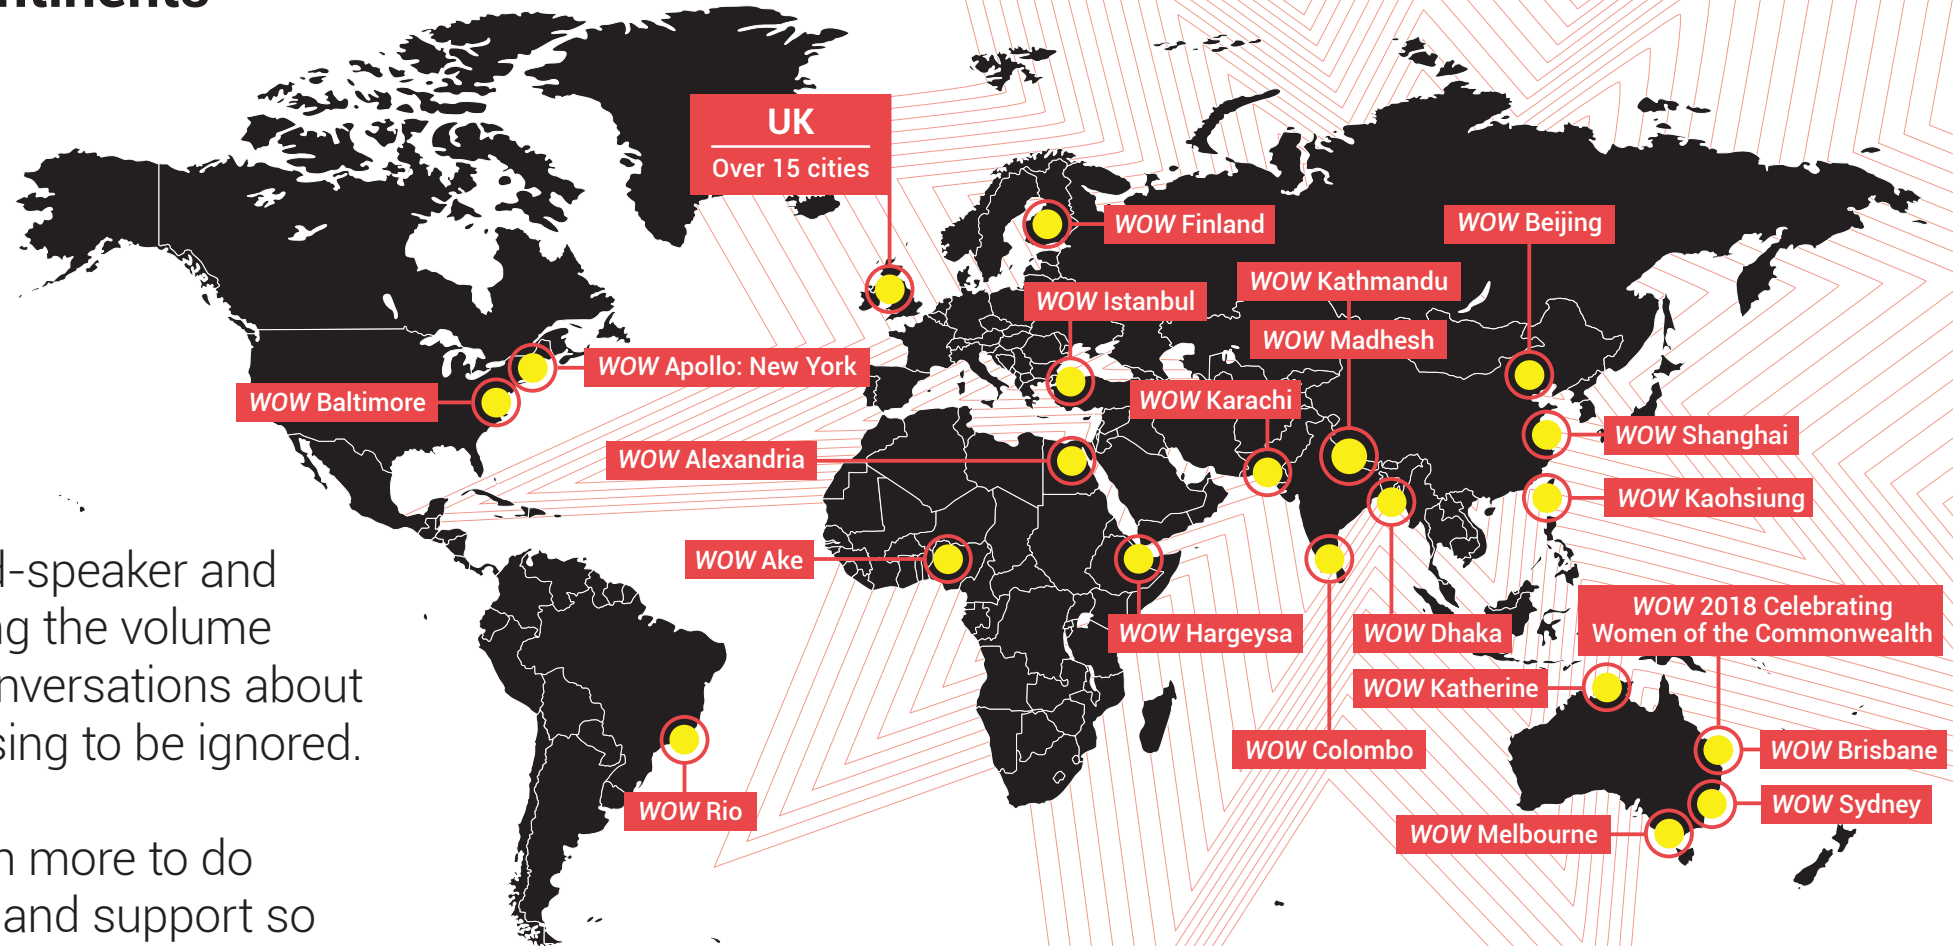 UK
Over 15 cities
WOW Finland
WOW Beijing
WOW Kathmandu
WOW Istanbul
WOW Madhesh
WOW Apollo: New York
WOW Baltimore
WOW Karachi
WOW Shanghai
WOW Alexandria
WOW Kaohsiung
WOW Ake
WOW Hargeysa
WOW Dhaka
WOW 2018 Celebrating
Women of the Commonwealth
WOW Katherine
WOW Colombo
WOW Brisbane
WOW Rio
WOW Sydney
WOW Melbourne
-speaker and
the volume
about
to be ignored.
more to do
and support so